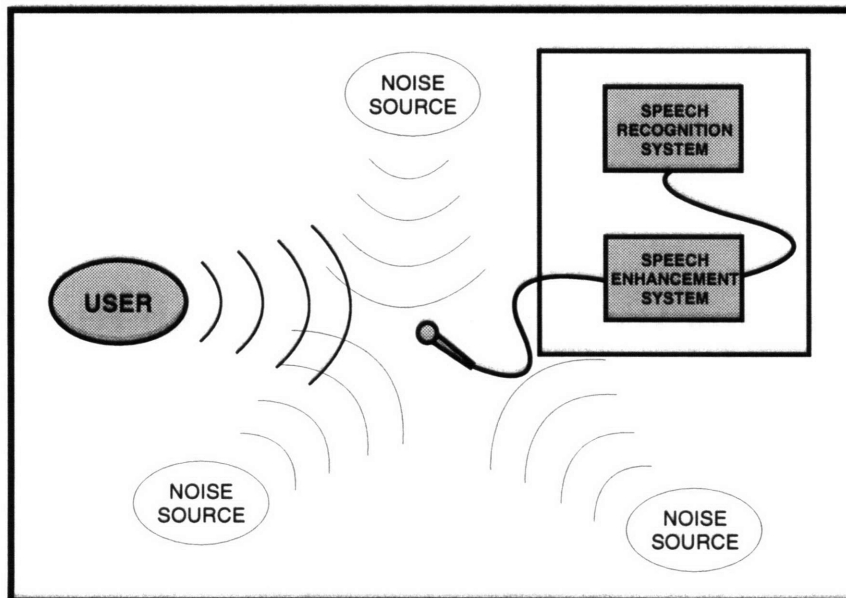 NOISE
SOURCE
SPEECH
RECOGNITION
SYSTEM
USER
SPEECH
ENHANCEMENT
SYSTEM
NOISE
SOURCE
NOISE
SOURCE